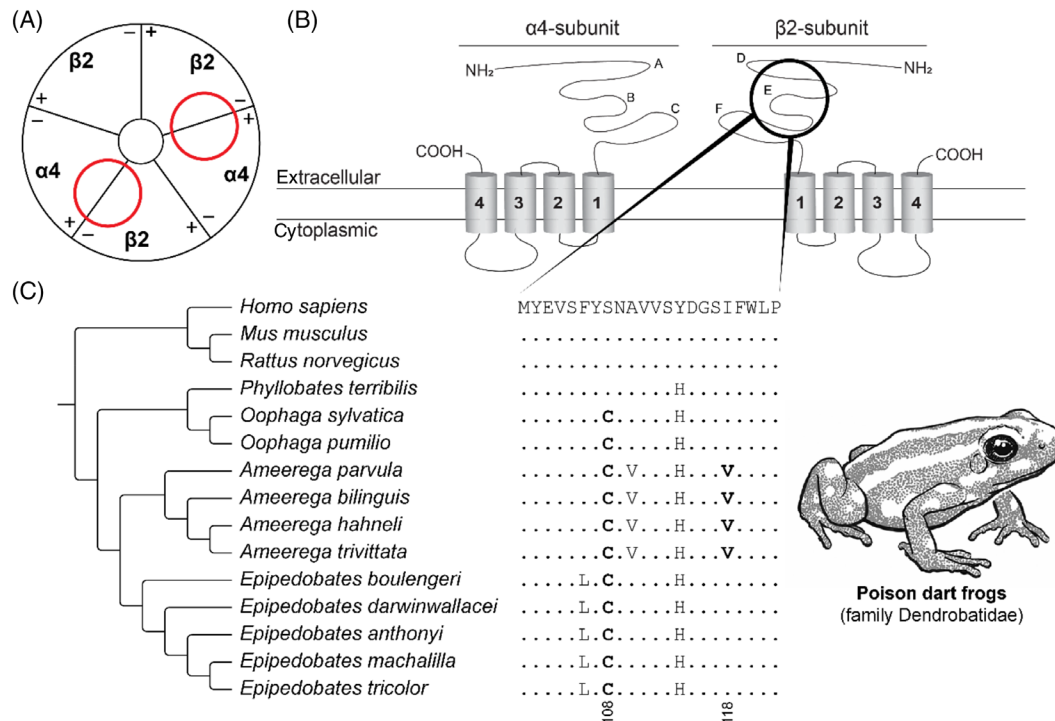 (A)
β2
β2
α4
α4
β2
− +
− +
+ −
+ −
+ −
(B)
α4-subunit
β2-subunit
NH₂
A
B
C
D
E
F
NH₂
COOH
COOH
Extracellular
Cytoplasmic
4 3 2 1
1 2 3 4
(C)
Homo sapiens MYEVSFYSNAVVSYDGSIFWLP
Mus musculus ......................
Rattus norvegicus ......................
Phyllobates terribilis .............H........
Oophaga sylvatica .......C.....H........
Oophaga pumilio .......C.....H........
Ameerega parvula .......C.V...H...V....
Ameerega bilinguis .......C.V...H...V....
Ameerega hahneli .......C.V...H...V....
Ameerega trivittata .......C.V...H...V....
Epipedobates boulengeri .....L.C.....H........
Epipedobates darwinwallacei .....L.C.....H........
Epipedobates anthonyi .....L.C.....H........
Epipedobates machalilla .....L.C.....H........
Epipedobates tricolor .....L.C.....H........
108
118
Poison dart frogs
(family Dendrobatidae)